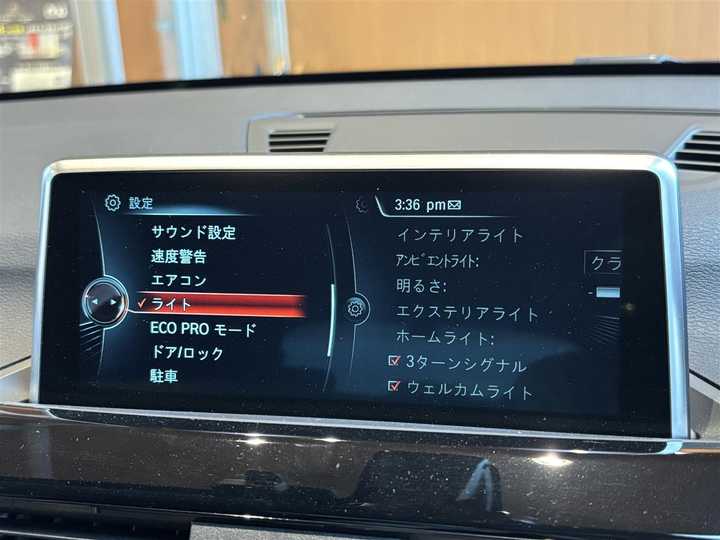 設定
サウンド設定
速度警告
エアコン
ライト
ECO PRO モード
ドア/ロック
駐車
3:36 pm
インテリアライト
アンビエントライト:
クラ
明るさ:
エクステリアライト
ホームライト:
3ターンシグナル
ウェルカムライト